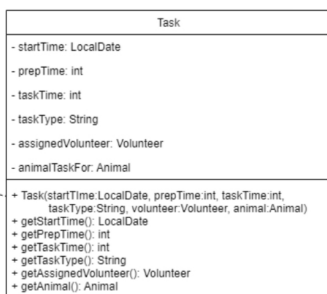 Task
- startTime: LocalDate
- prepTime: int
- taskTime: int
- taskType: String
- assignedVolunteer: Volunteer
- animalTaskFor: Animal
+ Task(startTIme:LocalDate, prepTime:int, taskTime:int,
taskType:String, volunteer:Volunteer, animal:Animal)
+ getStartTime(): LocalDate
+ getPrepTime(): int
+ getTaskTime(): int
+ getTaskType(): String
+ getAssignedVolunteer(): Volunteer
+ getAnimal(): Animal